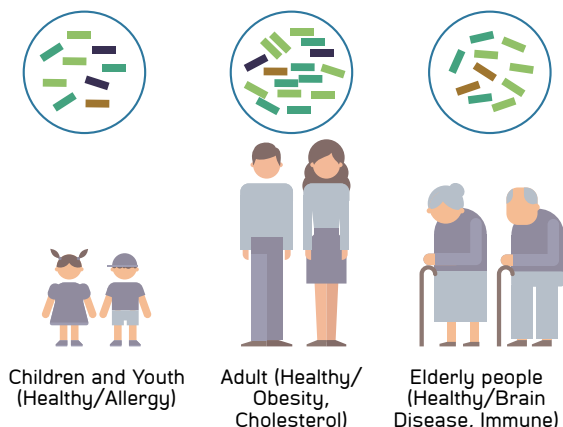 Children and Youth
(Healthy/Allergy)
Adult (Healthy/
Obesity,
Cholesterol)
Elderly people
(Healthy/Brain
Disease, Immune)